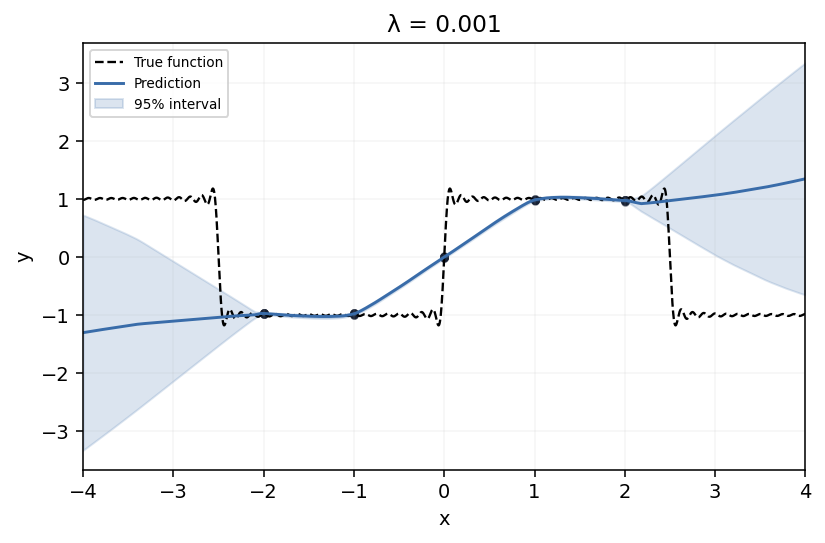 λ = 0.001
True function
Prediction
95% interval
y
3
2
1
0
−1
−2
−3
−4 −3 −2 −1 0 1 2 3 4
x